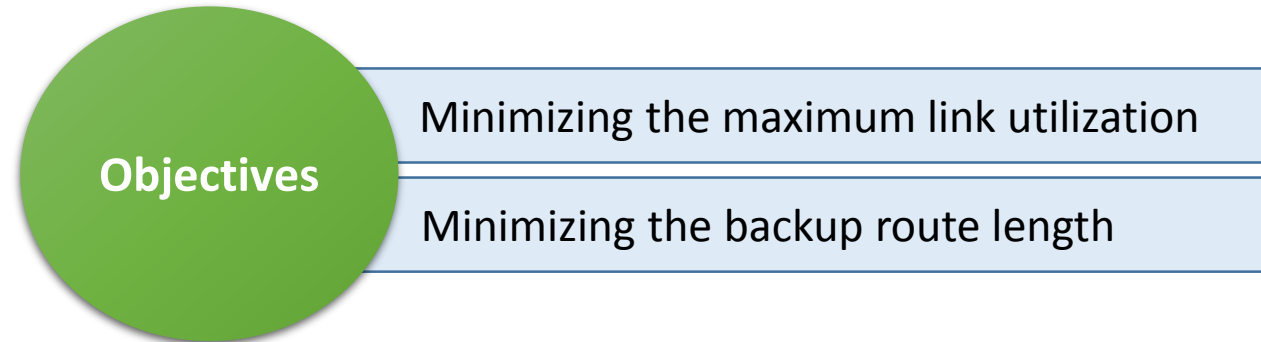 Objectives
Minimizing the maximum link utilization
Minimizing the backup route length